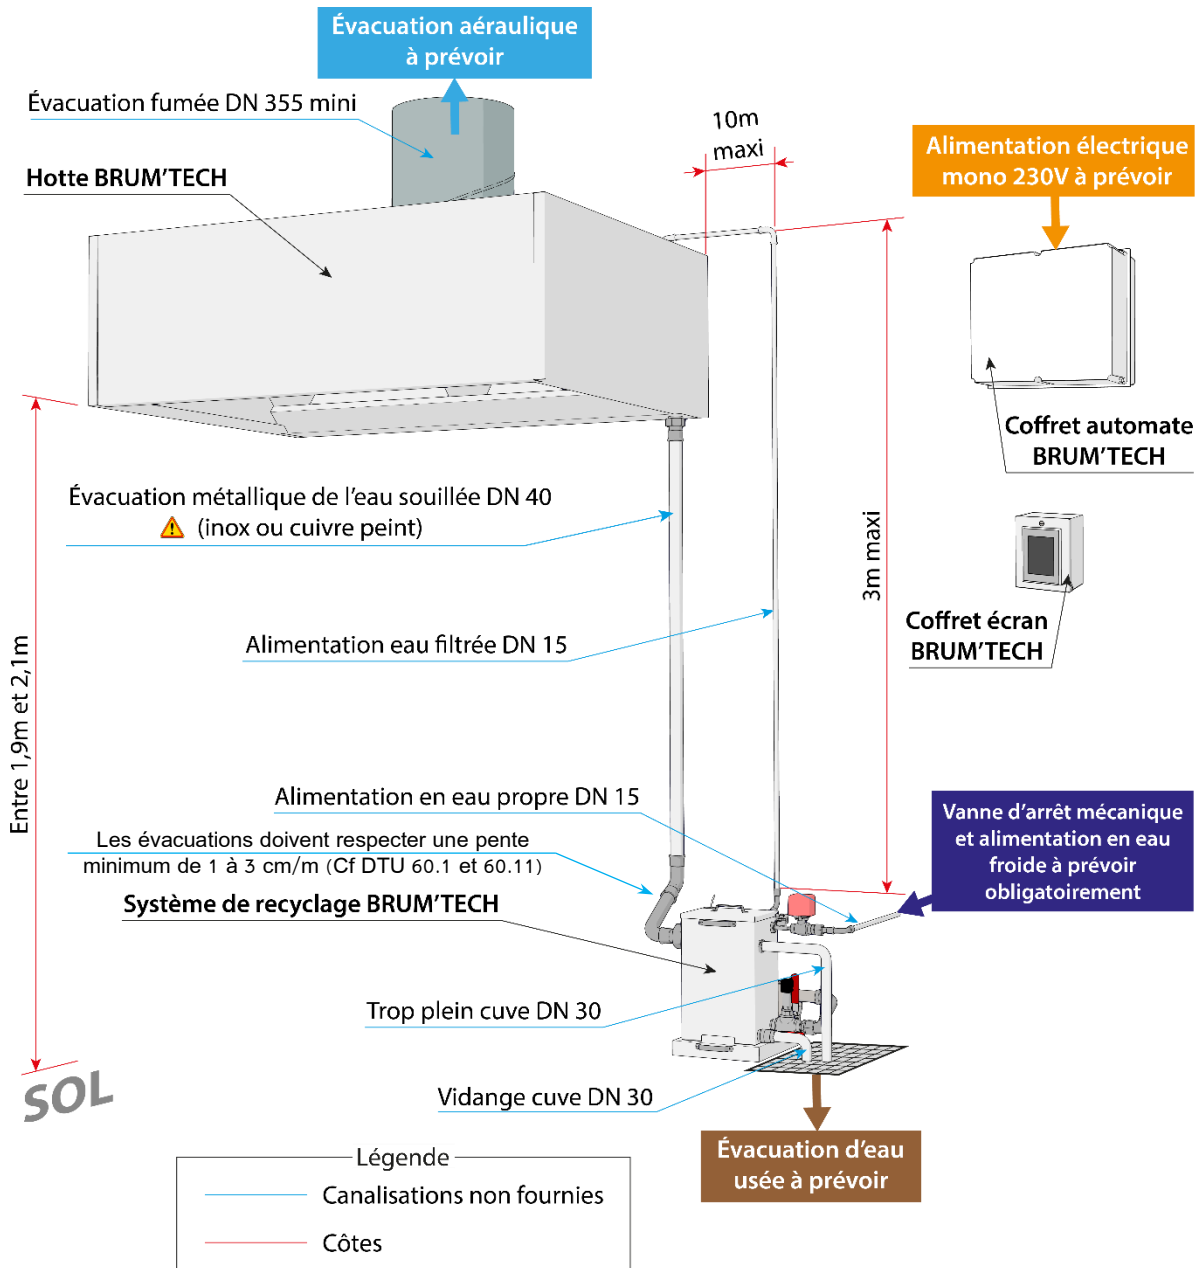 Évacuation aéraulique
à prévoir
Évacuation fumée DN 355 mini
Hotte BRUM'TECH
10m
maxi
Alimentation électrique
mono 230V à prévoir
Coffret automate
BRUM'TECH
Évacuation métallique de l'eau souillée DN 40
(inox ou cuivre peint)
3m maxi
Coffret écran
BRUM'TECH
Alimentation eau filtrée DN 15
Entre 1,9m et 2,1m
Alimentation en eau propre DN 15
Vanne d'arrêt mécanique
et alimentation en eau
froide à prévoir
obligatoirement
Les évacuations doivent respecter une pente
minimum de 1 à 3 cm/m (Cf DTU 60.1 et 60.11)
Système de recyclage BRUM'TECH
Trop plein cuve DN 30
SOL
Vidange cuve DN 30
Évacuation d'eau
usée à prévoir
Légende
Canalisations non fournies
Côtes